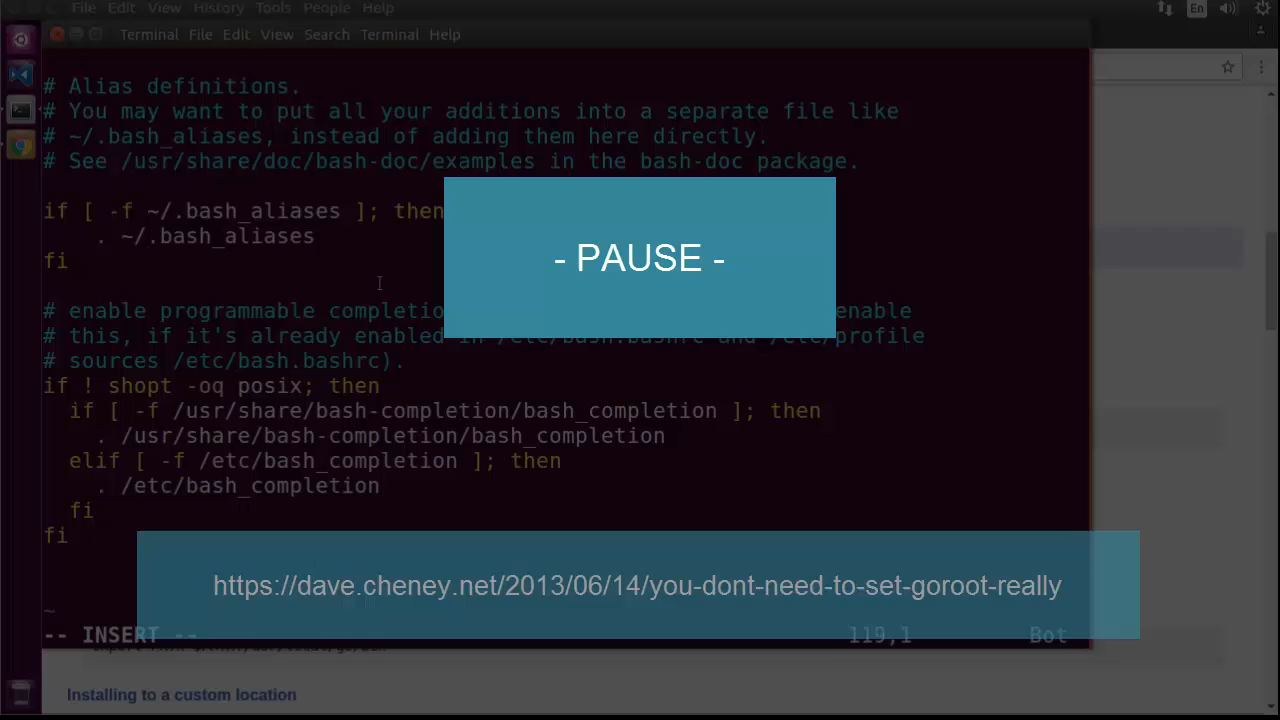 File Edit View History Tools People Help
En
Terminal File Edit View Search Terminal Help
# Alias definitions.
# You may want to put all your additions into a separate file like
# ~/.bash_aliases, instead of adding them here directly.
# See /usr/share/doc/bash-doc/examples in the bash-doc package.
if [ -f ~/.bash_aliases ]; then
. ~/.bash_aliases
fi
- PAUSE -
# enable programmable completio enable
# this, if it's already enabled in /etc/bash.bashrc and /etc/profile
# sources /etc/bash.bashrc).
if ! shopt -oq posix; then
if [ -f /usr/share/bash-completion/bash_completion ]; then
. /usr/share/bash-completion/bash_completion
elif [ -f /etc/bash_completion ]; then
. /etc/bash_completion
fi
fi
https://dave.cheney.net/2013/06/14/you-dont-need-to-set-goroot-really
~
-- INSERT -- 119,1 Bot
Installing to a custom location